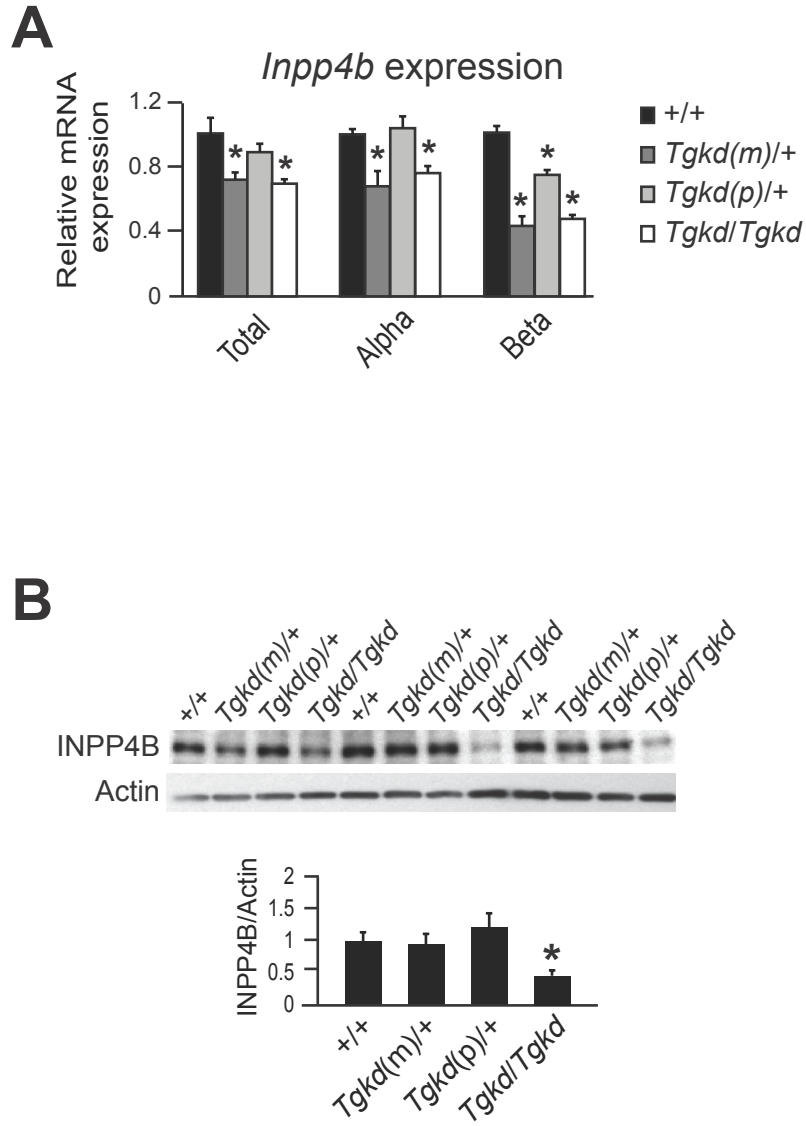 A
Inpp4b expression
Relative mRNA
expression
1.2
0.8
0.4
0
* * * * * * *
Total Alpha Beta
+/+
Tgkd(m)/+
Tgkd(p)/+
Tgkd/Tgkd
B
+/+ Tgkd(m)/+ Tgkd(p)/+ Tgkd/Tgkd +/+ Tgkd(m)/+ Tgkd(p)/+ Tgkd/Tgkd +/+ Tgkd(m)/+ Tgkd(p)/+ Tgkd/Tgkd
INPP4B
Actin
INPP4B/Actin
2
1.5
1
0.5
0
*
+/+ Tgkd(m)/+ Tgkd(p)/+ Tgkd/Tgkd